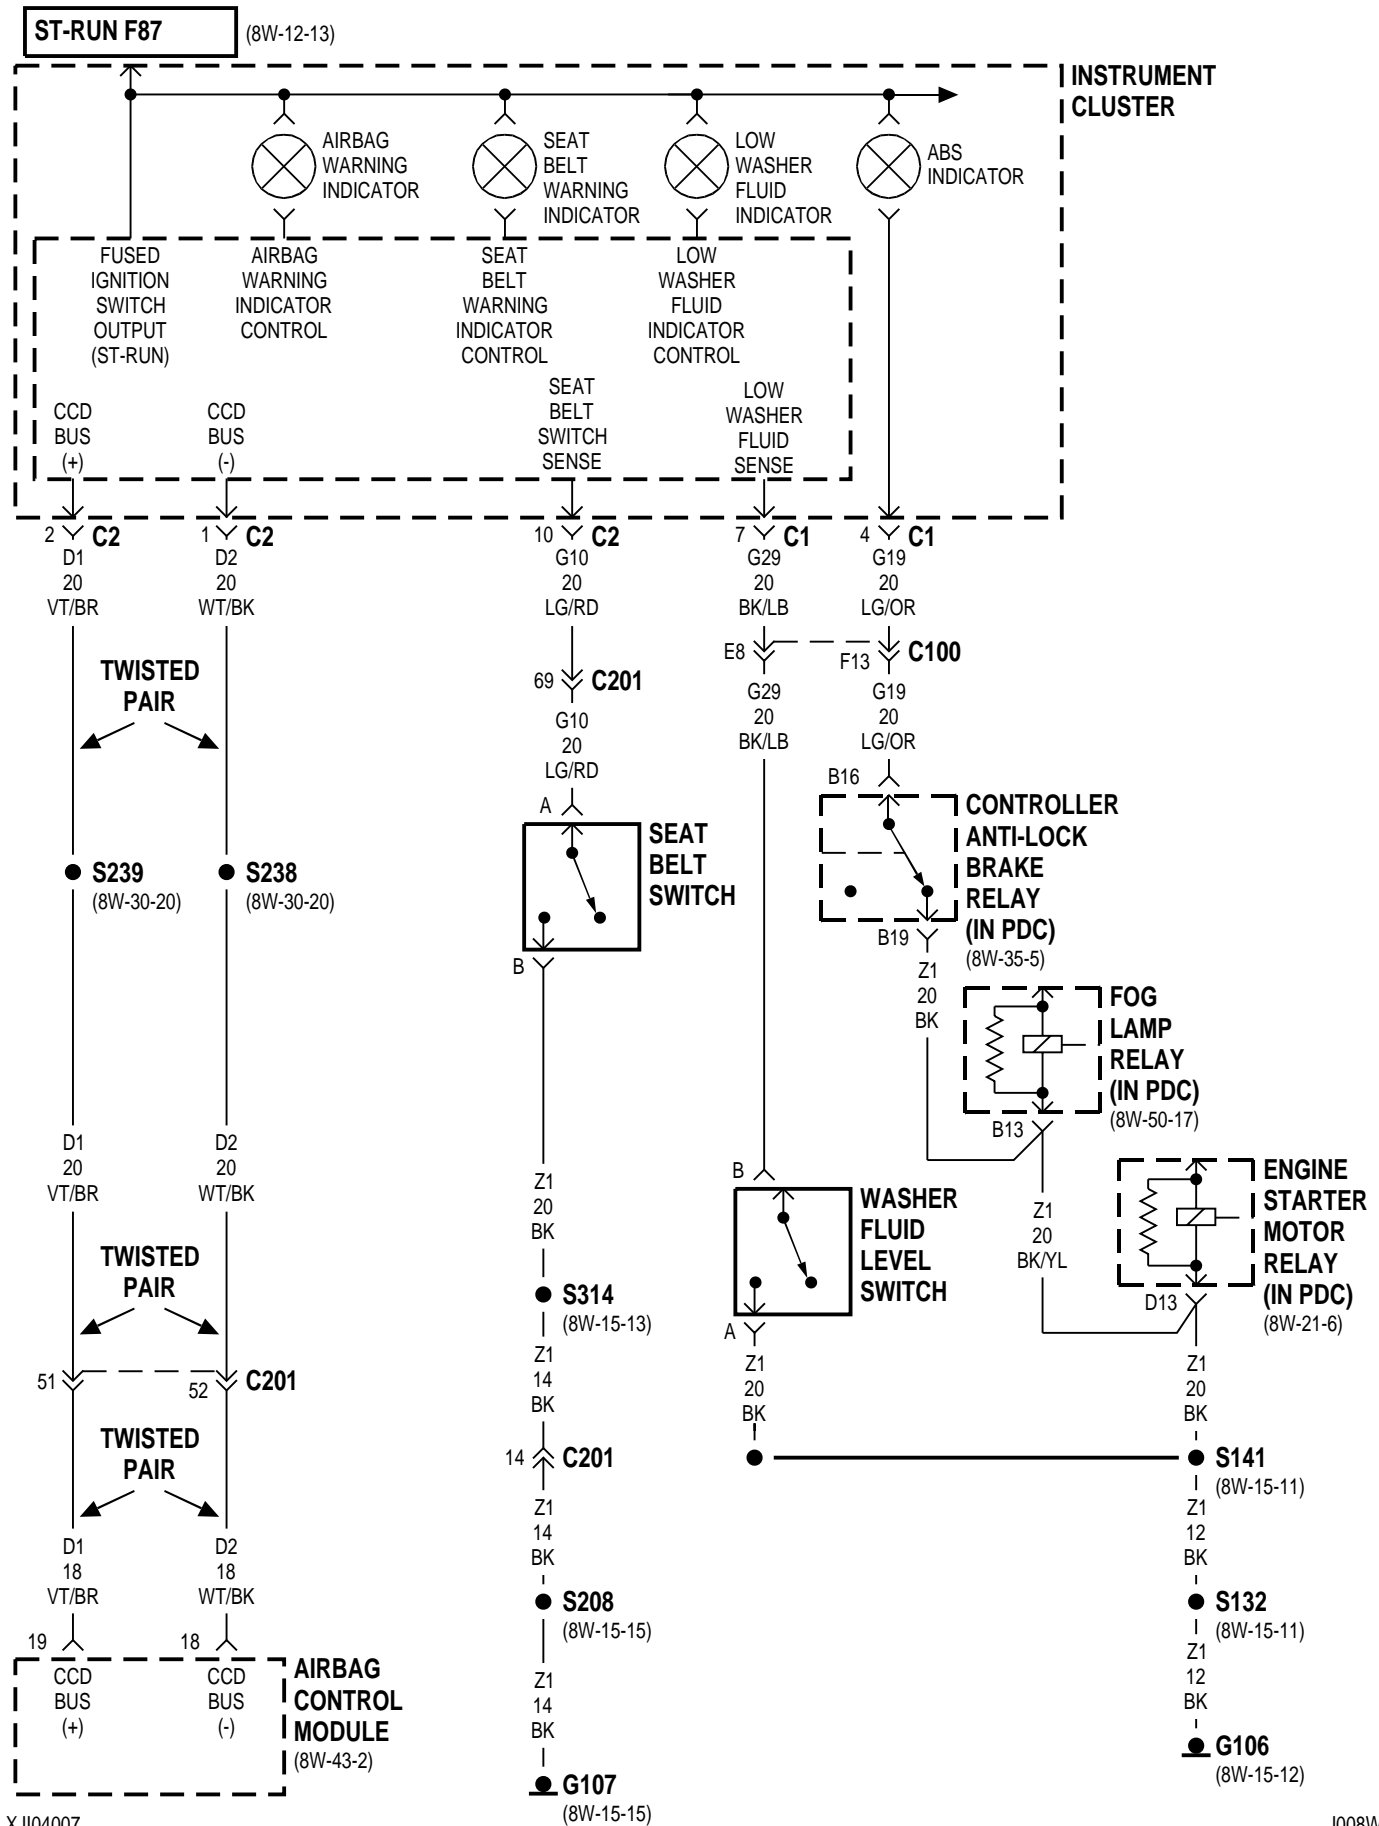 ST-RUN F87
(8W-12-13)
INSTRUMENT
CLUSTER
AIRBAG
WARNING
INDICATOR
SEAT
BELT
WARNING
INDICATOR
LOW
WASHER
FLUID
INDICATOR
ABS
INDICATOR
FUSED
IGNITION
SWITCH
OUTPUT
(ST-RUN)
AIRBAG
WARNING
INDICATOR
CONTROL
SEAT
BELT
WARNING
INDICATOR
CONTROL
LOW
WASHER
FLUID
INDICATOR
CONTROL
CCD
BUS
(+)
CCD
BUS
(-)
SEAT
BELT
SWITCH
SENSE
LOW
WASHER
FLUID
SENSE
2 C2
1 C2
10 C2
7 C1
4 C1
D1
20
VT/BR
D2
20
WT/BK
G10
20
LG/RD
G29
20
BK/LB
G19
20
LG/OR
E8
F13
C100
TWISTED
PAIR
69 C201
G10
20
LG/RD
G29
20
BK/LB
G19
20
LG/OR
B16
CONTROLLER
ANTI-LOCK
BRAKE
RELAY
(IN PDC)
(8W-35-5)
A
SEAT
BELT
SWITCH
B
S239
(8W-30-20)
S238
(8W-30-20)
B19
Z1
20
BK
FOG
LAMP
RELAY
(IN PDC)
(8W-50-17)
B13
D1
20
VT/BR
D2
20
WT/BK
Z1
20
BK
B
WASHER
FLUID
LEVEL
SWITCH
A
Z1
20
BK/YL
ENGINE
STARTER
MOTOR
RELAY
(IN PDC)
(8W-21-6)
D13
TWISTED
PAIR
S314
(8W-15-13)
Z1
14
BK
Z1
20
BK
Z1
20
BK
51
52
C201
TWISTED
PAIR
14 C201
S141
(8W-15-11)
D1
18
VT/BR
D2
18
WT/BK
Z1
14
BK
Z1
12
BK
S208
(8W-15-15)
S132
(8W-15-11)
19
18
CCD
BUS
(+)
CCD
BUS
(-)
AIRBAG
CONTROL
MODULE
(8W-43-2)
Z1
14
BK
Z1
12
BK
G106
(8W-15-12)
G107
(8W-15-15)